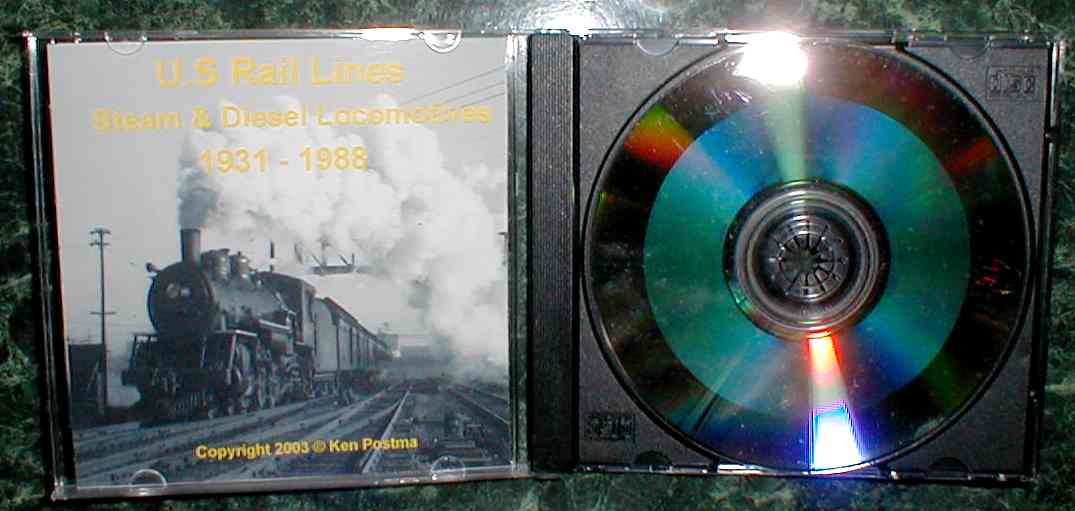 U.S Rail Lines
Steam & Diesel Locomotives
1931 - 1988
Copyright 2003 © Ken Postma